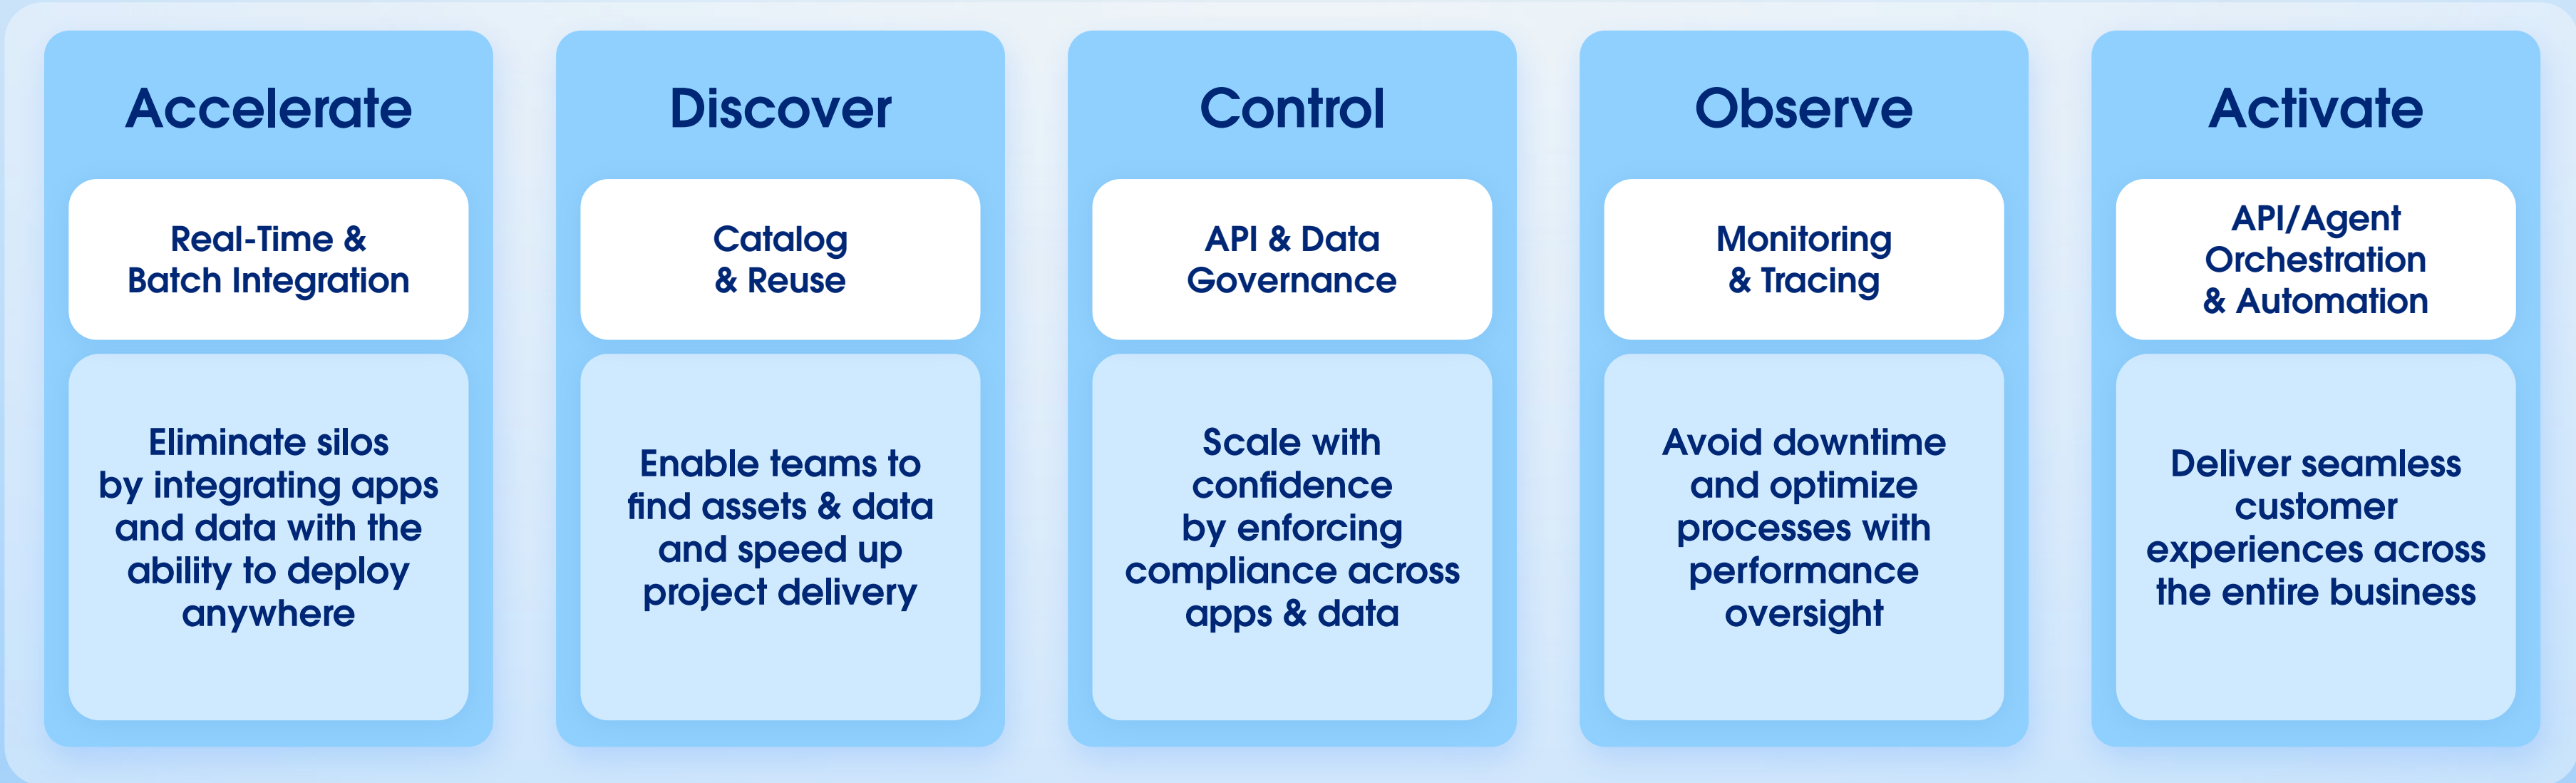 Accelerate
Real-Time &
Batch Integration
Eliminate silos
by integrating apps
and data with the
ability to deploy
anywhere
Discover
Catalog
& Reuse
Enable teams to
find assets & data
and speed up
project delivery
Control
API & Data
Governance
Scale with
confidence
by enforcing
compliance across
apps & data
Observe
Monitoring
& Tracing
Avoid downtime
and optimize
processes with
performance
oversight
Activate
API/Agent
Orchestration
& Automation
Deliver seamless
customer
experiences across
the entire business